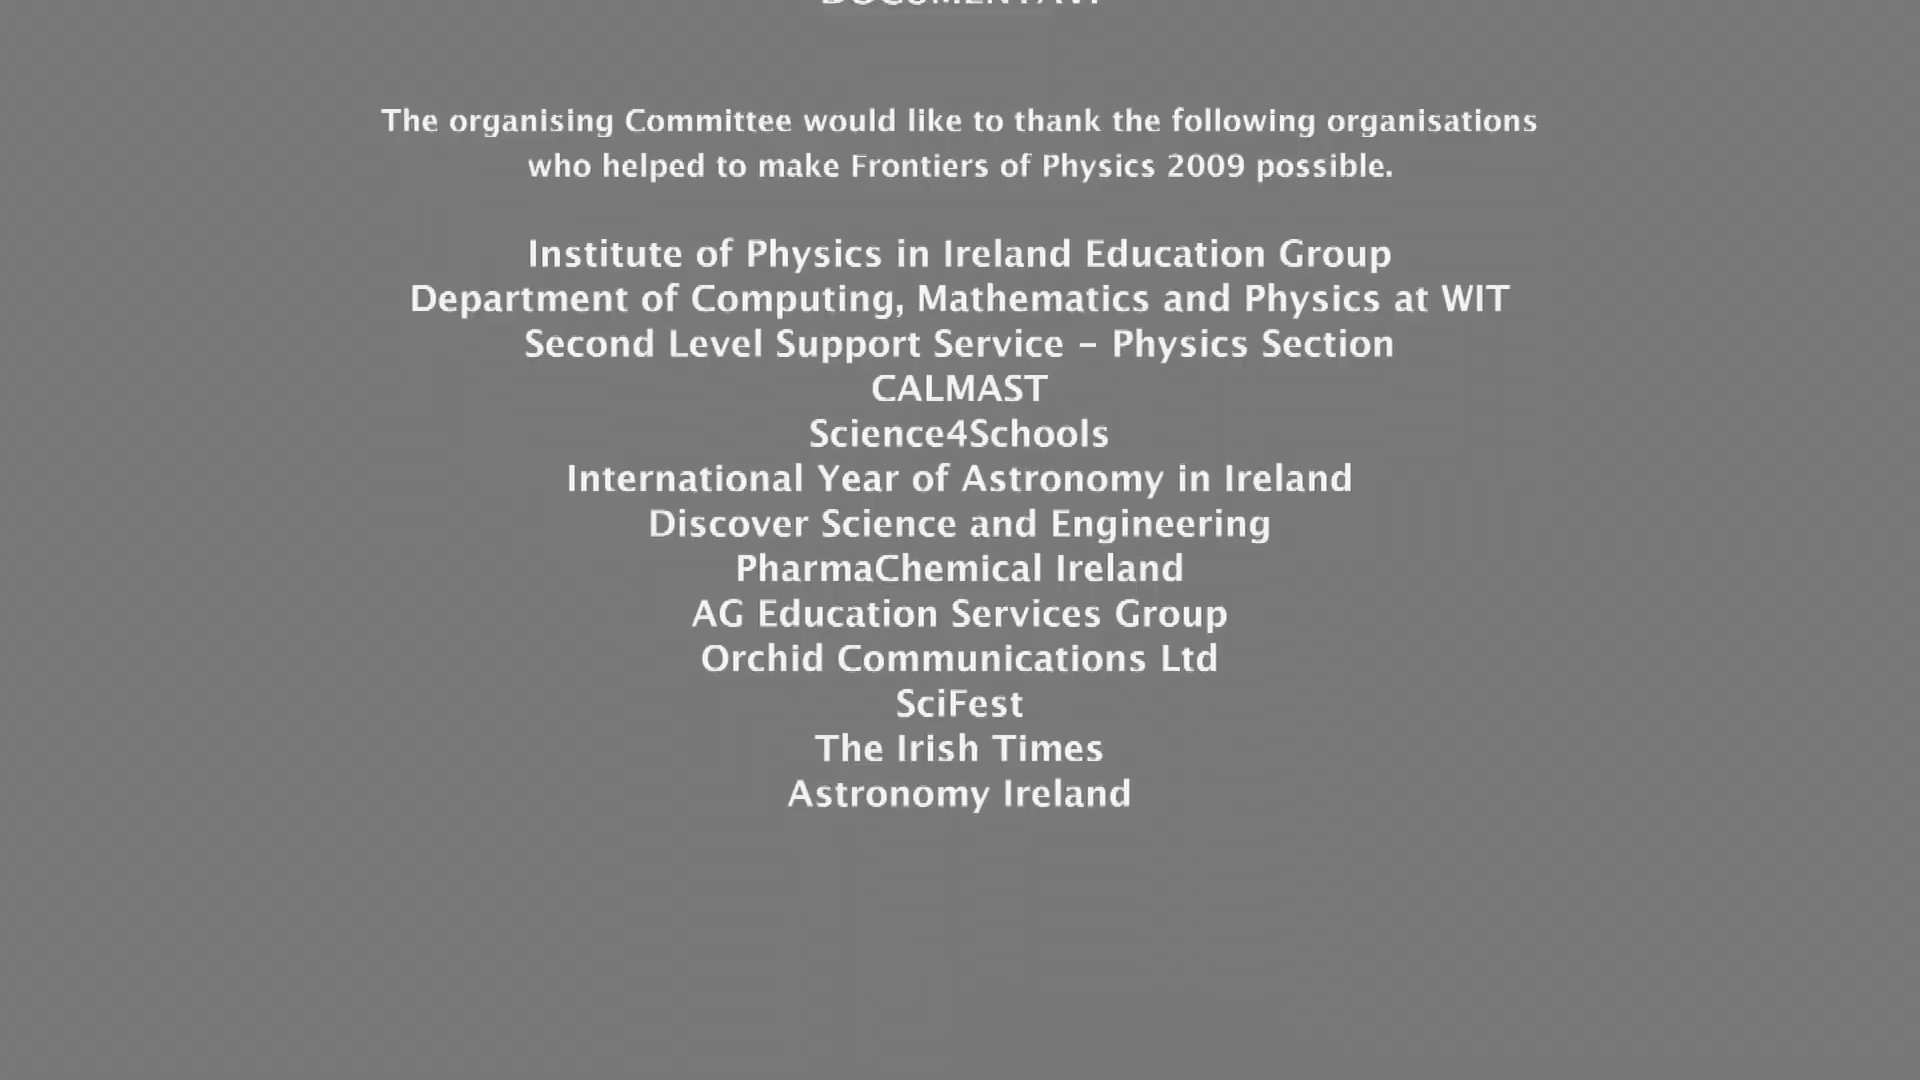 The organising Committee would like to thank the following organisations
who helped to make Frontiers of Physics 2009 possible.
Institute of Physics in Ireland Education Group
Department of Computing, Mathematics and Physics at WIT
Second Level Support Service – Physics Section
CALMAST
Science4Schools
International Year of Astronomy in Ireland
Discover Science and Engineering
PharmaChemical Ireland
AG Education Services Group
Orchid Communications Ltd
SciFest
The Irish Times
Astronomy Ireland